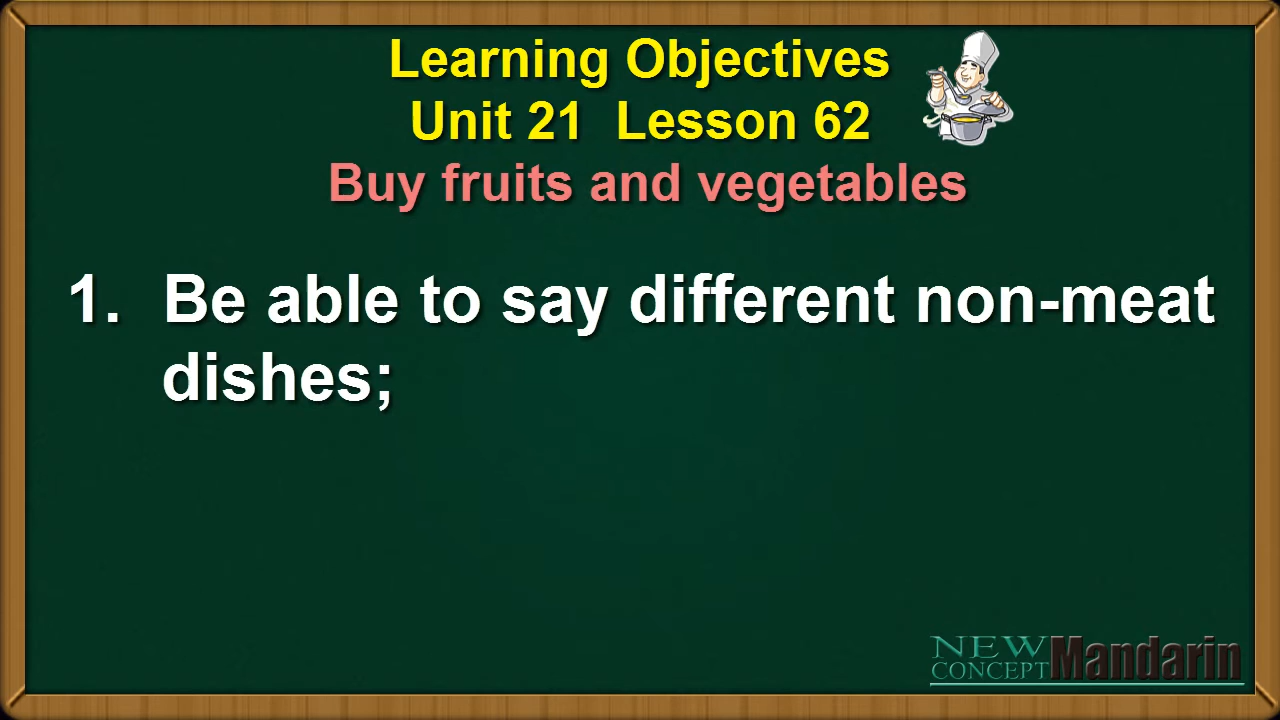 Learning Objectives
Unit 21 Lesson 62
Buy fruits and vegetables
1. Be able to say different non-meat
dishes;
NEW
CONCEPT Mandarin